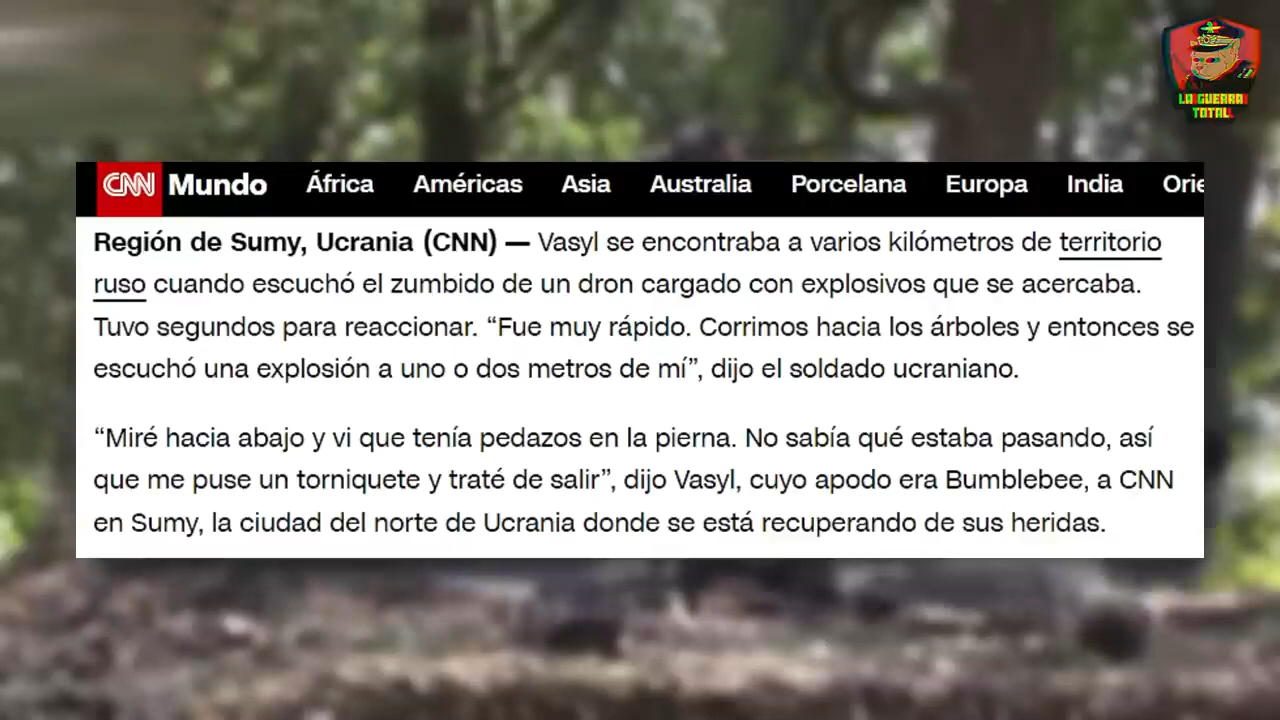 LA GUERRA
TOTAL
CNN Mundo África Américas Asia Australia Porcelana Europa India Orie
Región de Sumy, Ucrania (CNN) — Vasyl se encontraba a varios kilómetros de territorio
ruso cuando escuchó el zumbido de un dron cargado con explosivos que se acercaba.
Tuvo segundos para reaccionar. “Fue muy rápido. Corrimos hacia los árboles y entonces se
escuchó una explosión a uno o dos metros de mí”, dijo el soldado ucraniano.
“Miré hacia abajo y vi que tenía pedazos en la pierna. No sabía qué estaba pasando, así
que me puse un torniquete y traté de salir”, dijo Vasyl, cuyo apodo era Bumblebee, a CNN
en Sumy, la ciudad del norte de Ucrania donde se está recuperando de sus heridas.